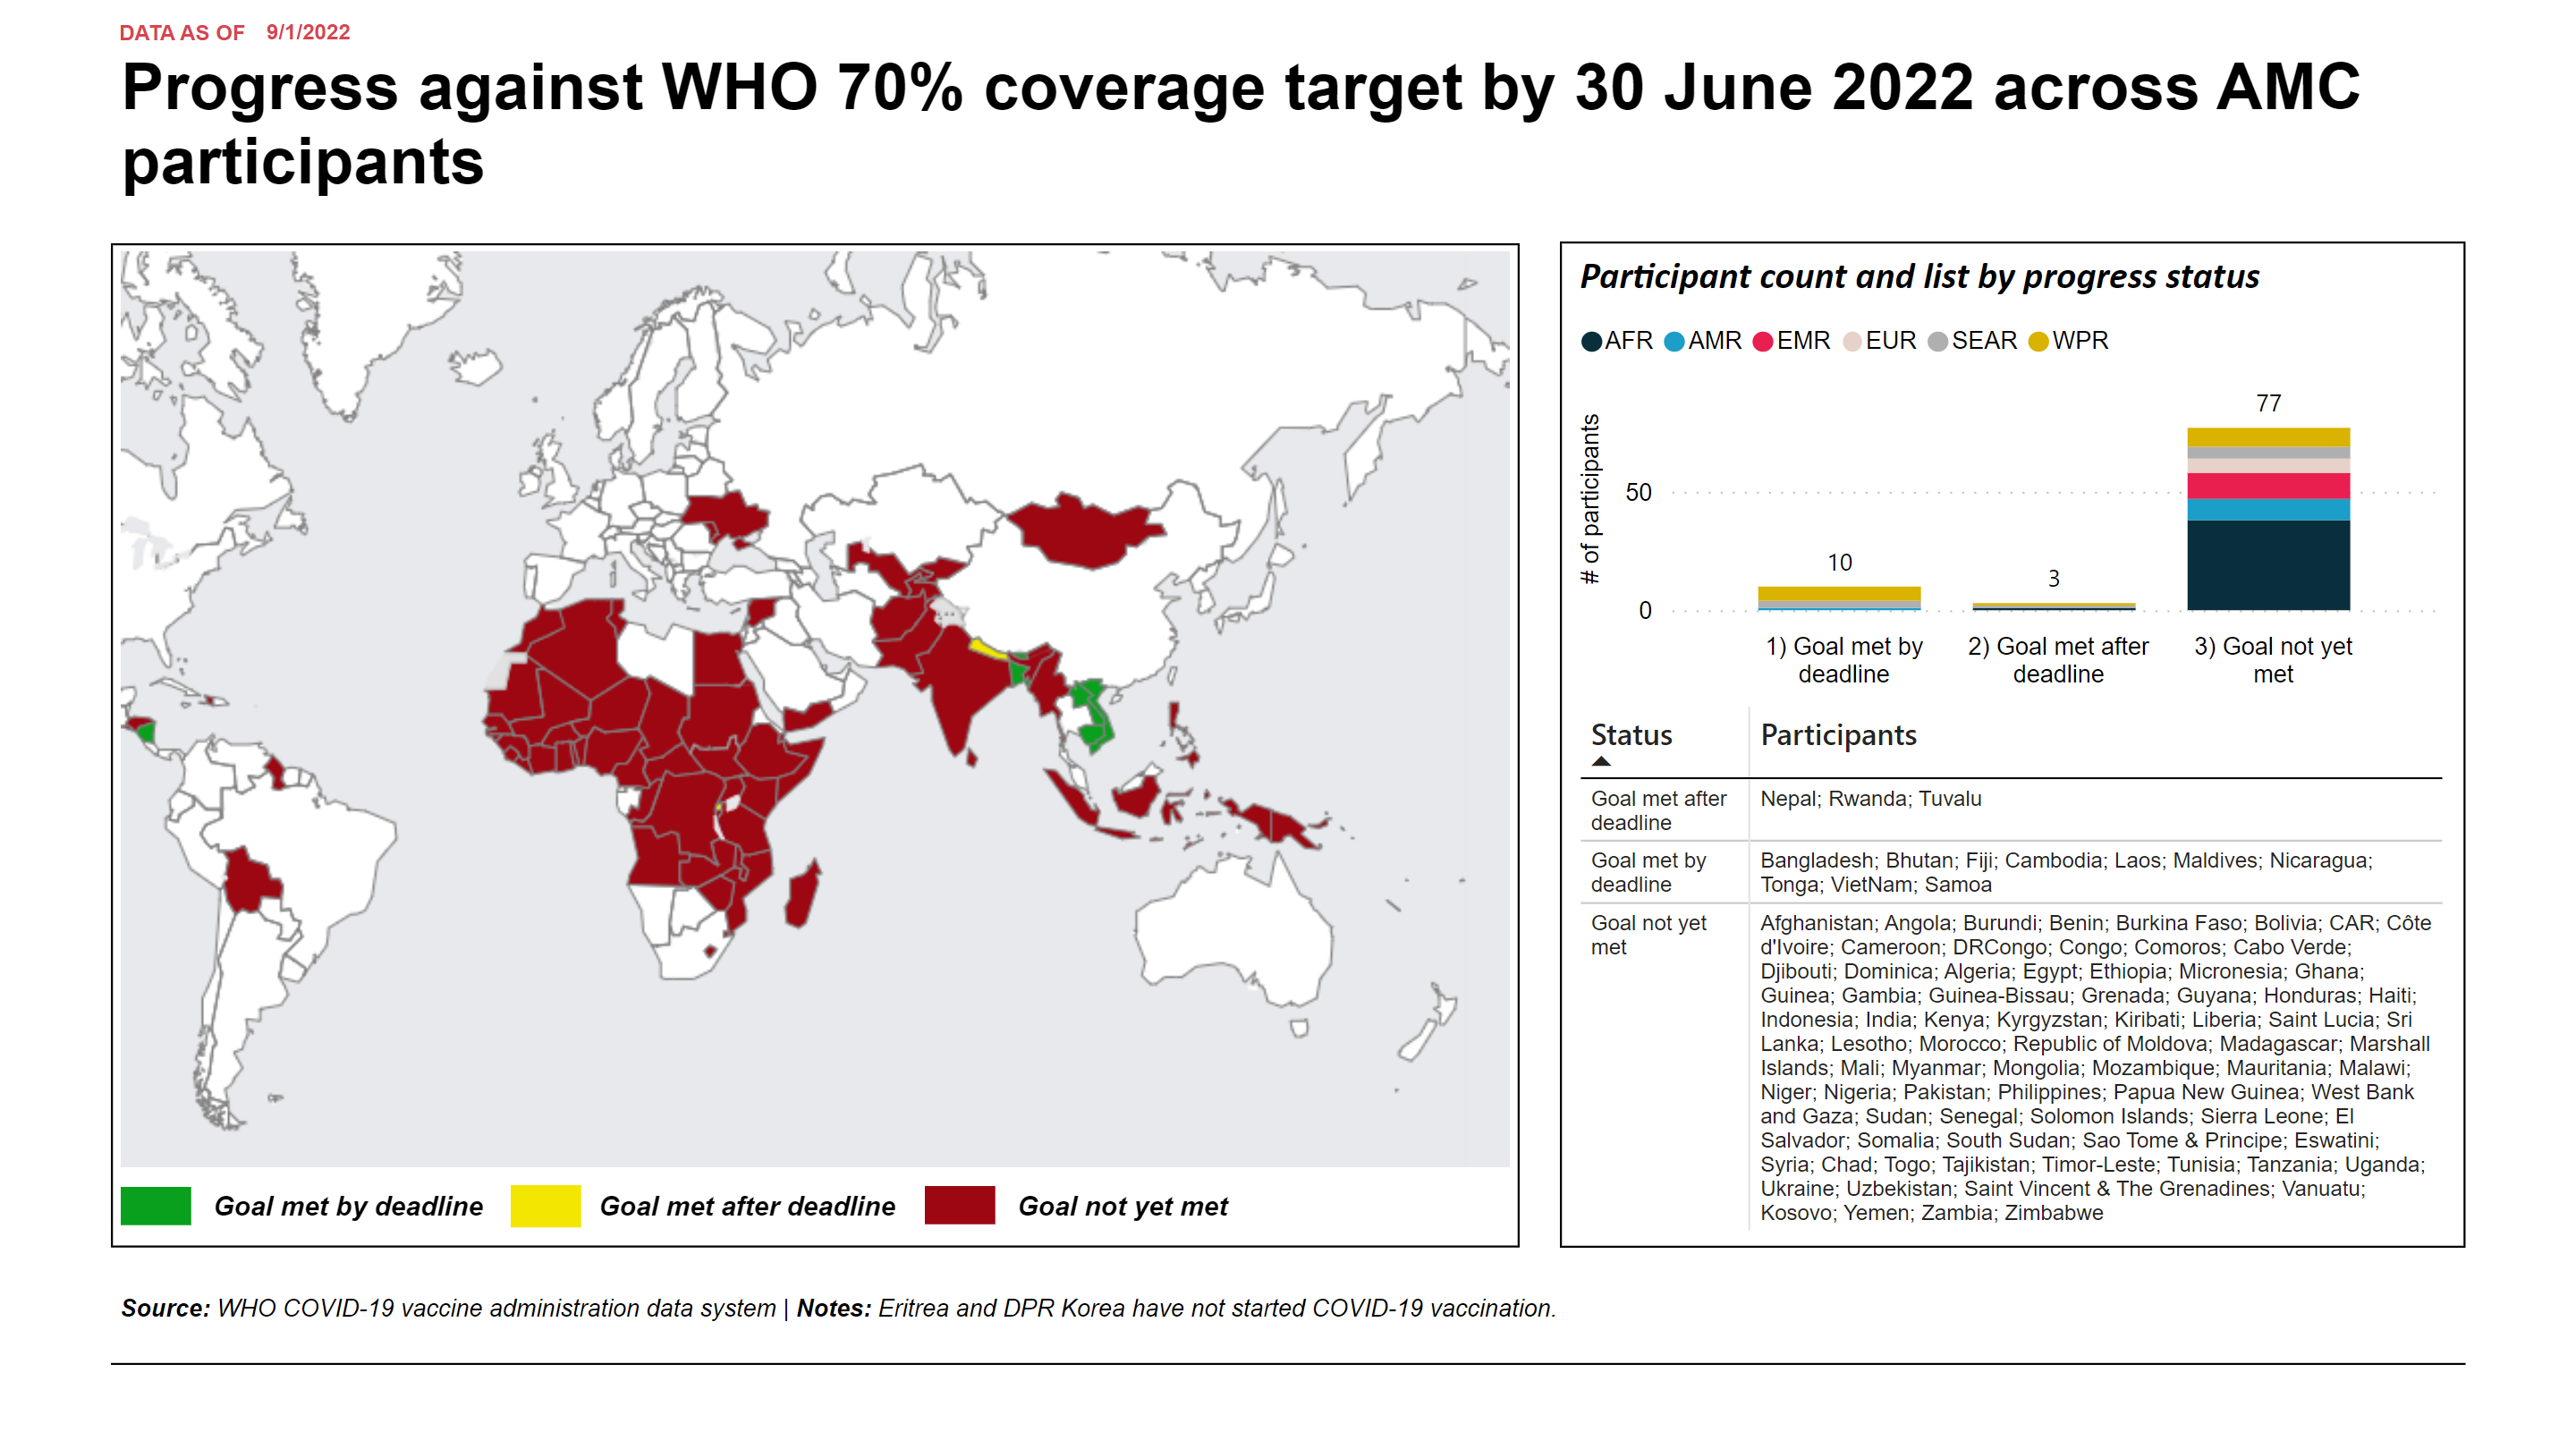 DATA AS OF 9/1/2022
Progress against WHO 70% coverage target by 30 June 2022 across AMC
participants
Goal met by deadline
Goal met after deadline
Goal not yet met
Participant count and list by progress status
AFR AMR EMR EUR SEAR WPR
# of participants
50
0
10
3
77
1) Goal met by
deadline
2) Goal met after
deadline
3) Goal not yet
met
Status Participants
Goal met after
deadline
Nepal; Rwanda; Tuvalu
Goal met by
deadline
Bangladesh; Bhutan; Fiji; Cambodia; Laos; Maldives; Nicaragua;
Tonga; VietNam; Samoa
Goal not yet
met
Afghanistan; Angola; Burundi; Benin; Burkina Faso; Bolivia; CAR; Côte
d'Ivoire; Cameroon; DRCongo; Congo; Comoros; Cabo Verde;
Djibouti; Dominica; Algeria; Egypt; Ethiopia; Micronesia; Ghana;
Guinea; Gambia; Guinea-Bissau; Grenada; Guyana; Honduras; Haiti;
Indonesia; India; Kenya; Kyrgyzstan; Kiribati; Liberia; Saint Lucia; Sri
Lanka; Lesotho; Morocco; Republic of Moldova; Madagascar; Marshall
Islands; Mali; Myanmar; Mongolia; Mozambique; Mauritania; Malawi;
Niger; Nigeria; Pakistan; Philippines; Papua New Guinea; West Bank
and Gaza; Sudan; Senegal; Solomon Islands; Sierra Leone; El
Salvador; Somalia; South Sudan; Sao Tome & Principe; Eswatini;
Syria; Chad; Togo; Tajikistan; Timor-Leste; Tunisia; Tanzania; Uganda;
Ukraine; Uzbekistan; Saint Vincent & The Grenadines; Vanuatu;
Kosovo; Yemen; Zambia; Zimbabwe
Source: WHO COVID-19 vaccine administration data system | Notes: Eritrea and DPR Korea have not started COVID-19 vaccination.